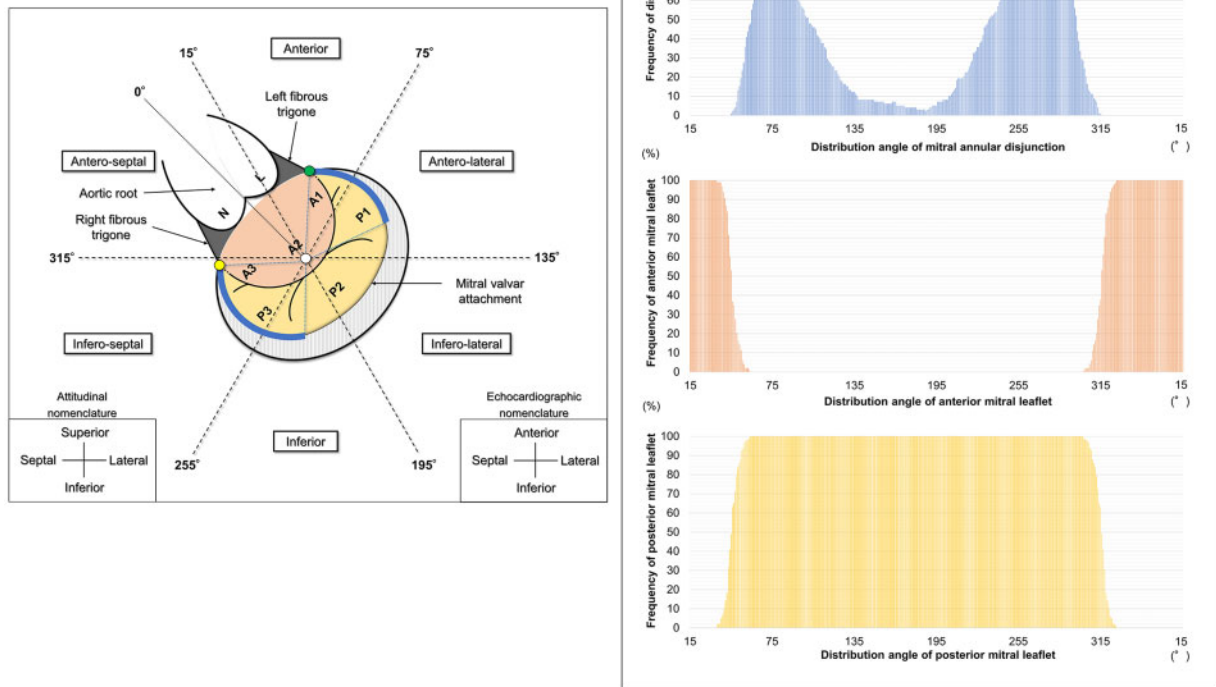 Anterior
15°
75°
0°
Left fibrous
trigone
Antero-septal
Antero-lateral
Aortic root
L
N
A1
P1
Right fibrous
trigone
A2
315°
135°
A3
P2
Mitral valvar
attachment
P3
Infero-septal
Infero-lateral
Attitudinal
nomenclature
Superior
Septal
Lateral
Inferior
Inferior
255°
195°
Echocardiographic
nomenclature
Anterior
Septal
Lateral
Inferior
Frequency of dis
60
50
40
30
20
10
0
15 75 135 195 255 315 15
Distribution angle of mitral annular disjunction (°)
(%)
Frequency of anterior mitral leaflet
100
90
80
70
60
50
40
30
20
10
0
15 75 135 195 255 315 15
Distribution angle of anterior mitral leaflet (°)
(%)
Frequency of posterior mitral leaflet
100
90
80
70
60
50
40
30
20
10
0
15 75 135 195 255 315 15
Distribution angle of posterior mitral leaflet (°)